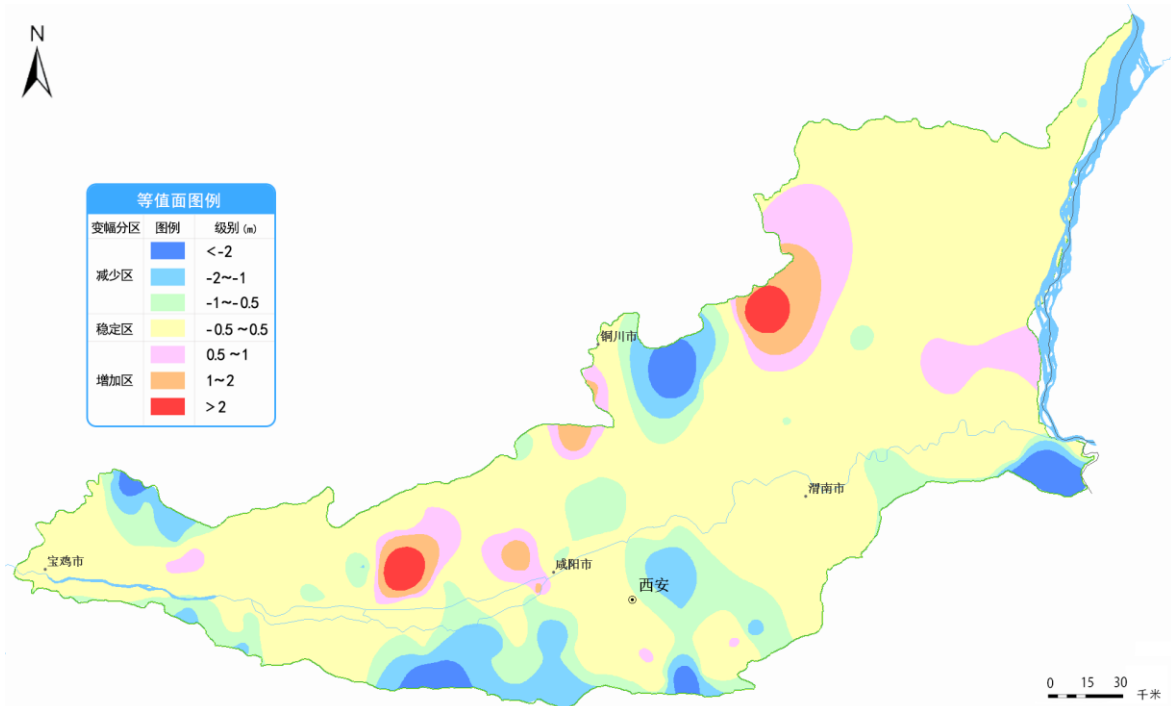 N
等值面图例
变幅分区 图例 级别 (m)
<-2
减少区 -2~-1
-1~-0.5
稳定区 -0.5~0.5
0.5~1
增加区 1~2
>2
铜川市
渭南市
宝鸡市
咸阳市
西安
0 15 30
千米